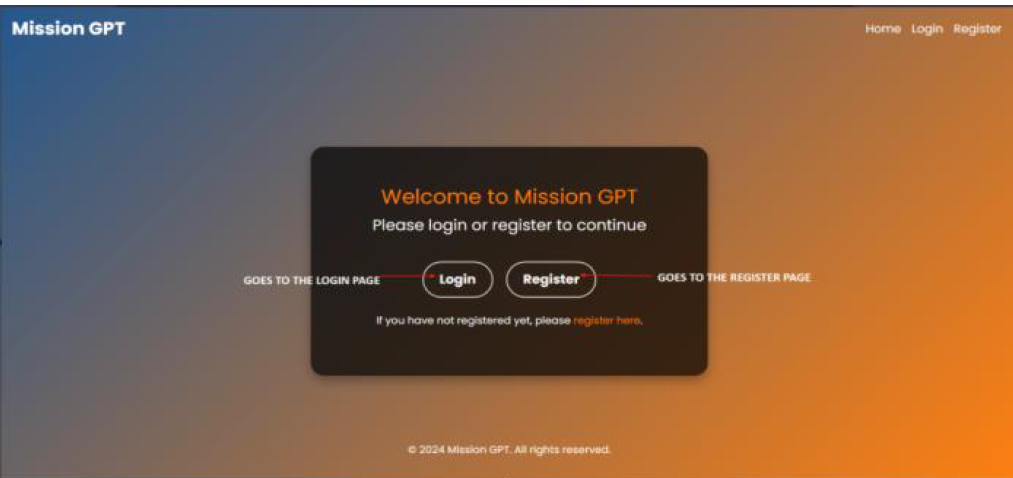 Mission GPT
Home Login Register
Welcome to Mission GPT
Please login or register to continue
GOES TO THE LOGIN PAGE
Login
Register
GOES TO THE REGISTER PAGE
If you have not registered yet, please register here.
© 2024 Mission GPT. All rights reserved.